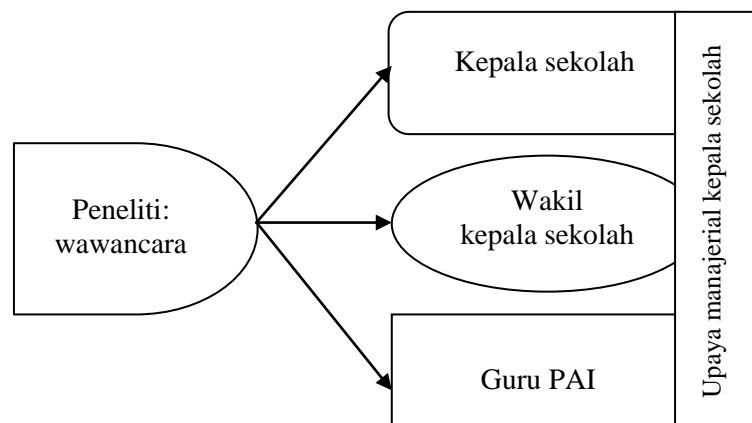 Peneliti:
wawancara
Kepala sekolah
Wakil
kepala sekolah
Guru PAI
Upaya manajerial kepala sekolah